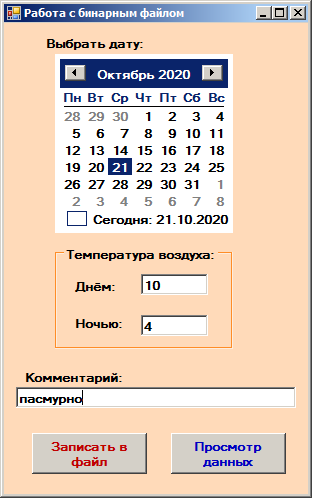 Работа с бинарным файлом
Выбрать дату:
Октябрь 2020
Пн Вт Ср Чт Пт Сб Вс
28 29 30 1 2 3 4
5 6 7 8 9 10 11
12 13 14 15 16 17 18
19 20 21 22 23 24 25
26 27 28 29 30 31 1
2 3 4 5 6 7 8
Сегодня: 21.10.2020
Температура воздуха:
Днём: 10
Ночью: 4
Комментарий:
пасмурно
Записать в
файл
Просмотр
данных